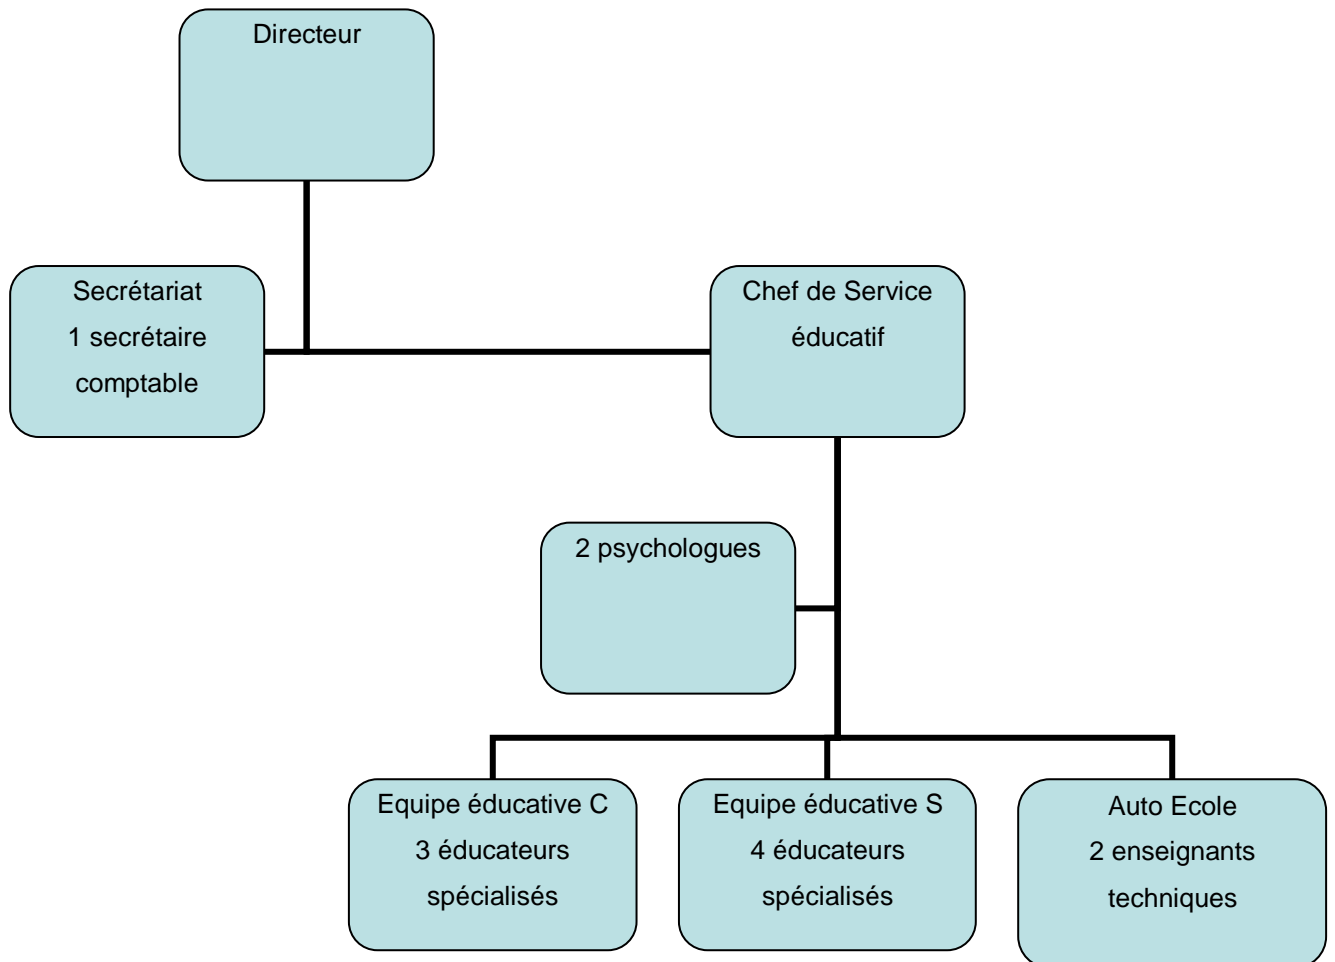 Directeur
Secrétariat
1 secrétaire
comptable
Chef de Service
éducatif
2 psychologues
Equipe éducative C
3 éducateurs
spécialisés
Equipe éducative S
4 éducateurs
spécialisés
Auto Ecole
2 enseignants
techniques